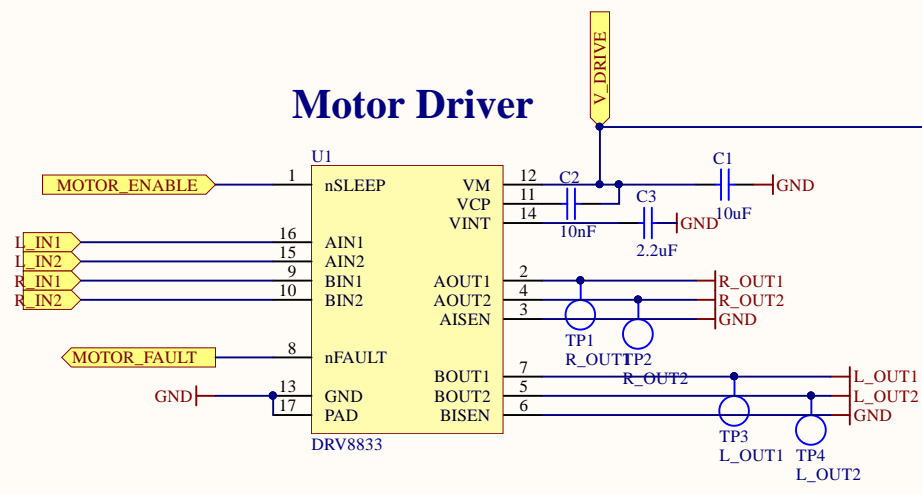 V_DRIVE
Motor Driver
U1
MOTOR_ENABLE 1 nSLEEP VM 12 C2 C1 GND
VCP 11 10nF C3 10uF
VINT 14 2.2uF GND
L_IN1 16 AIN1
L_IN2 15 AIN2
R_IN1 9 BIN1 AOUT1 2 R_OUT1
R_IN2 10 BIN2 AOUT2 4 R_OUT2
AISEN 3 GND
TP1
R_OUT1
TP2
R_OUT2
MOTOR_FAULT 8 nFAULT
BOUT1 7 L_OUT1
GND 13 GND BOUT2 5 L_OUT2
17 PAD BISEN 6 GND
DRV8833
TP3
L_OUT1
TP4
L_OUT2